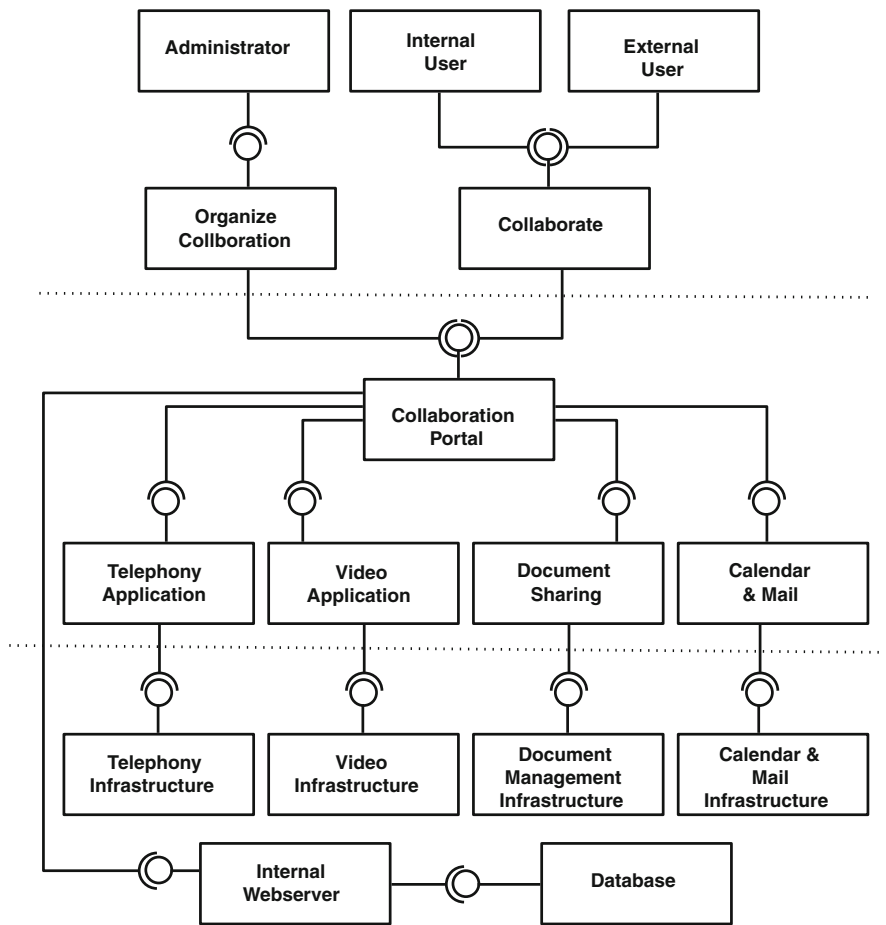 Administrator
Internal
User
External
User
Organize
Collboration
Collaborate
Collaboration
Portal
Telephony
Application
Video
Application
Document
Sharing
Calendar
& Mail
Telephony
Infrastructure
Video
Infrastructure
Document
Management
Infrastructure
Calendar &
Mail
Infrastructure
Internal
Webserver
Database